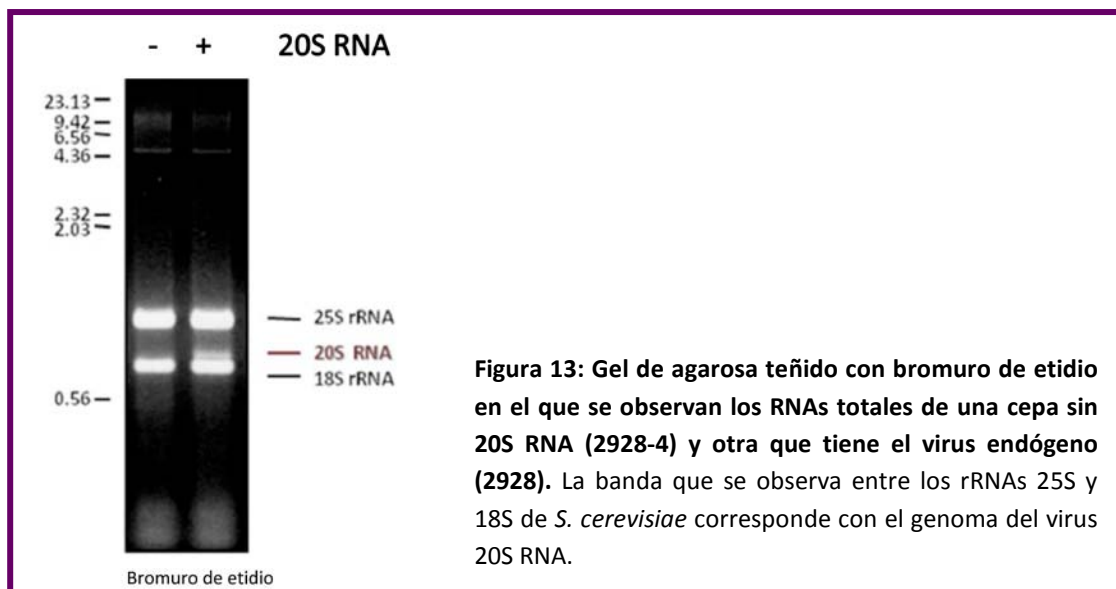 - + 20S RNA
23.13
9.42
6.56
4.36
2.32
2.03
25S rRNA
20S RNA
18S rRNA
0.56
Bromuro de etidio
Figura 13: Gel de agarosa teñido con bromuro de etidio
en el que se observan los RNAs totales de una cepa sin
20S RNA (2928-4) y otra que tiene el virus endógeno
(2928). La banda que se observa entre los rRNAs 25S y
18S de S. cerevisiae corresponde con el genoma del virus
20S RNA.